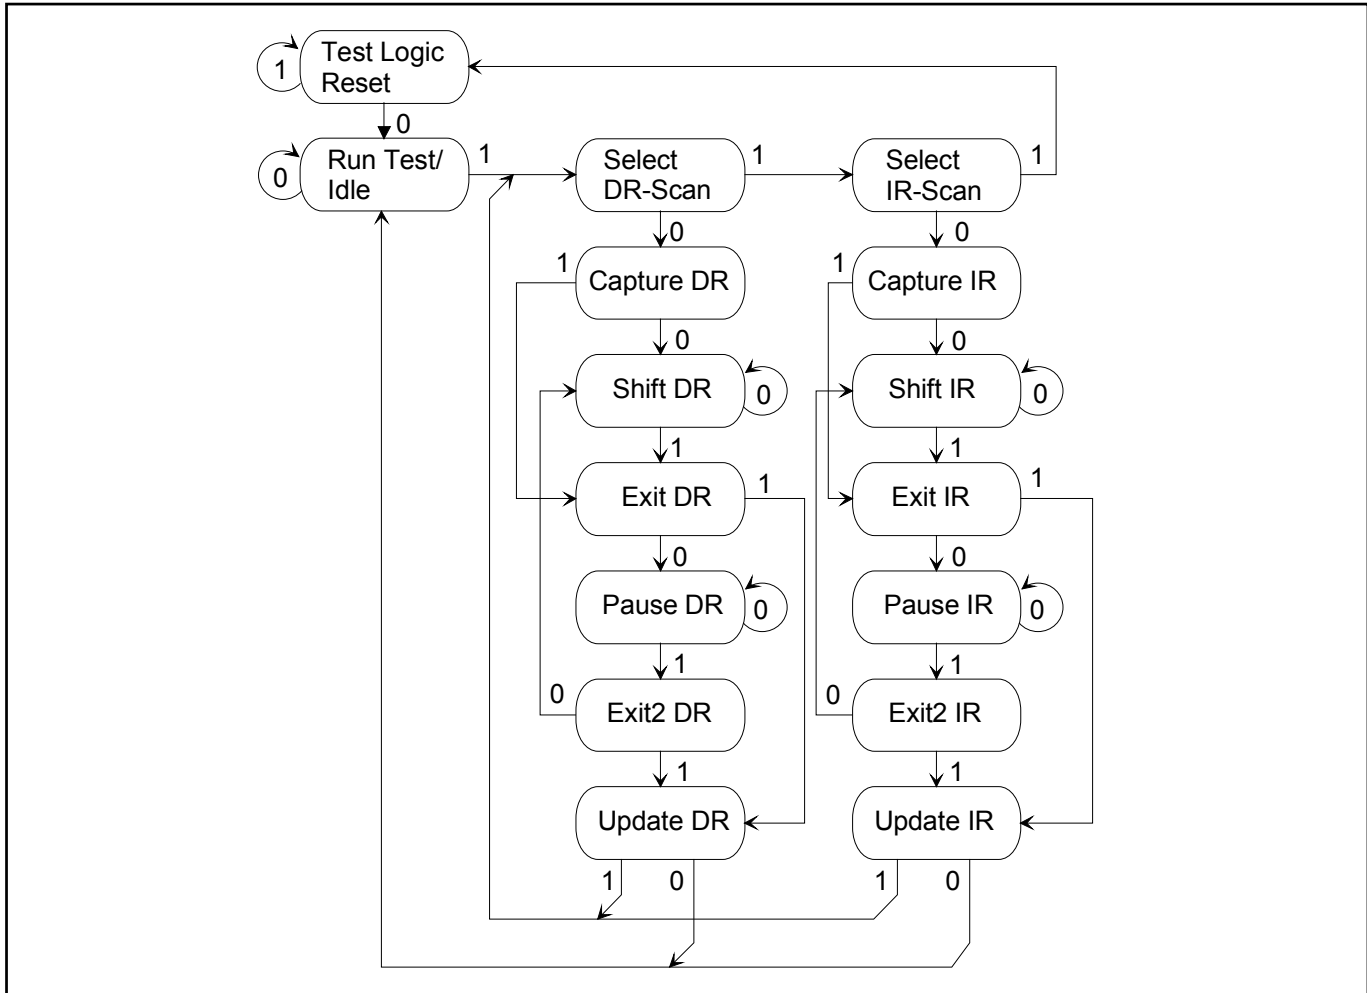 Test Logic
Reset
1
0
Run Test/
Idle
0
1
Select
DR-Scan
1
Select
IR-Scan
1
0
0
1
Capture DR
1
Capture IR
0
0
Shift DR
0
Shift IR
0
1
1
Exit DR
1
Exit IR
1
0
0
Pause DR
0
Pause IR
0
1
1
0
Exit2 DR
0
Exit2 IR
1
1
Update DR
Update IR
1
0
1
0